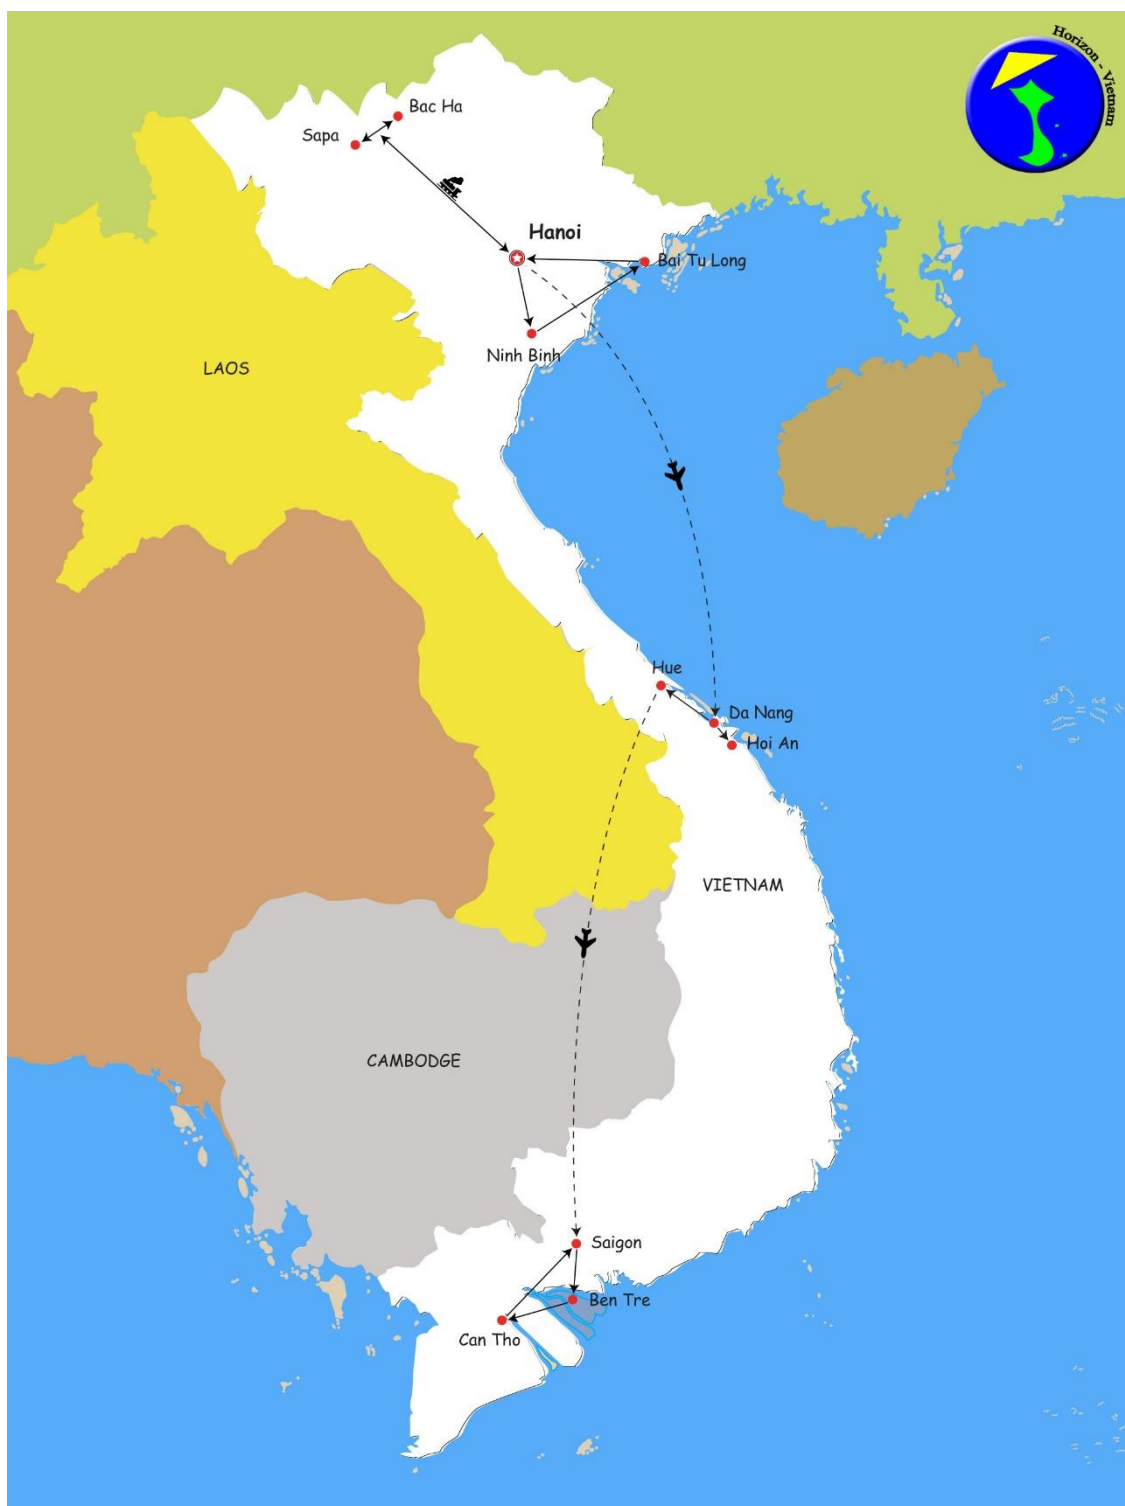 Horizon - Vietnam
Bac Ha
Sapa
Hanoi
Bai Tu Long
Ninh Binh
LAOS
Hue
Da Nang
Hoi An
VIETNAM
CAMBODGE
Saigon
Ben Tre
Can Tho